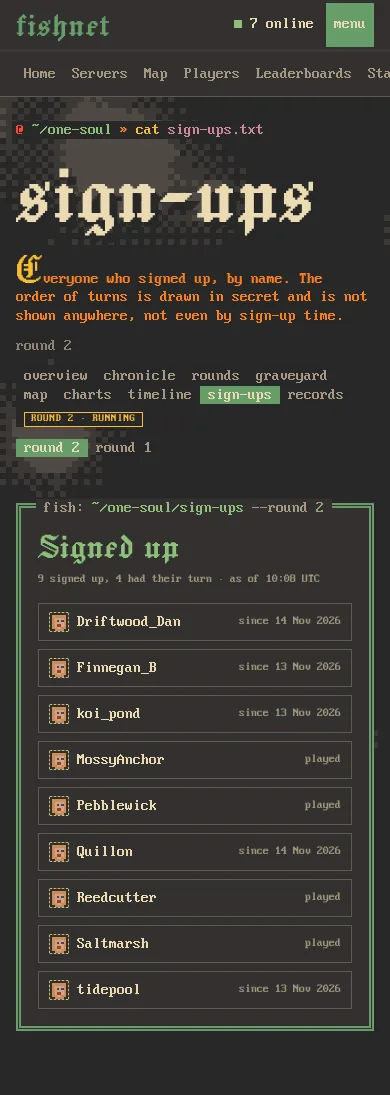 fishnet
7 online
menu
Home Servers Map Players Leaderboards Sta
@ ~/one-soul » cat sign-ups.txt
sign-ups
Everyone who signed up, by name. The
order of turns is drawn in secret and is not
shown anywhere, not even by sign-up time.
round 2
overview chronicle rounds graveyard
map charts timeline sign-ups records
ROUND 2 · RUNNING
round 2 round 1
fish: ~/one-soul/sign-ups --round 2
Signed up
9 signed up, 4 had their turn · as of 10:08 UTC
Driftwood_Dan since 14 Nov 2026
Finnegan_B since 13 Nov 2026
koi_pond since 13 Nov 2026
MossyAnchor played
Pebblewick played
Quillon since 14 Nov 2026
Reedcutter played
Saltmarsh played
tidepool since 13 Nov 2026